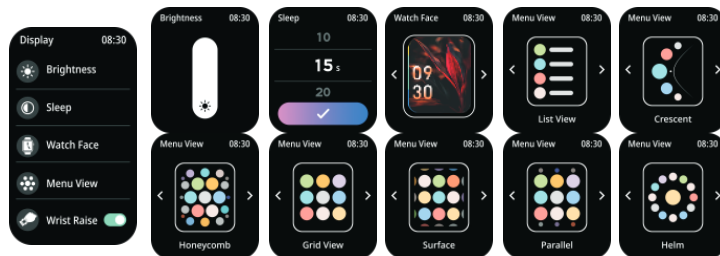 Display 08:30
Brightness
Sleep
Watch Face
Menu View
Wrist Raise
Brightness 08:30
Sleep 08:30
10
15 s
20
Watch Face 08:30
09
30
Menu View 08:30
List View
Menu View 08:30
Crescent
Menu View 08:30
Honeycomb
Menu View 08:30
Grid View
Menu View 08:30
Surface
Menu View 08:30
Parallel
Menu View 08:30
Helm